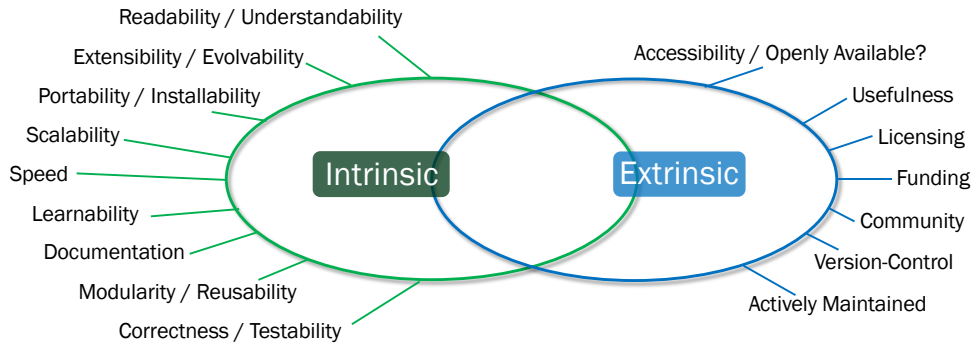 Readability / Understandability
Extensibility / Evolvability
Portability / Installability
Scalability
Speed
Learnability
Documentation
Modularity / Reusability
Correctness / Testability
Intrinsic
Extrinsic
Accessibility / Openly Available?
Usefulness
Licensing
Funding
Community
Version-Control
Actively Maintained